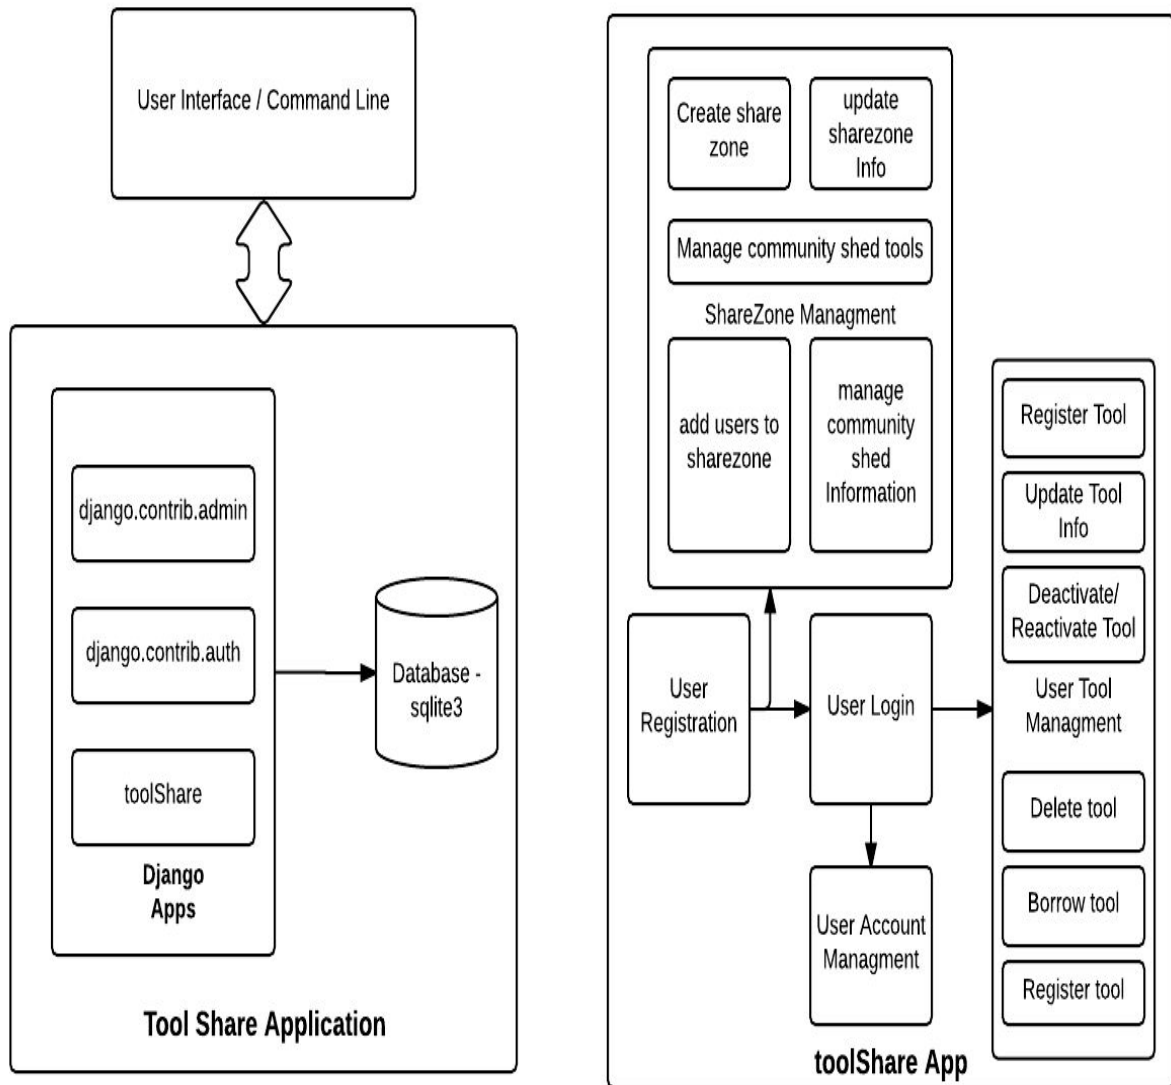 User Interface / Command Line
django.contrib.admin
django.contrib.auth
toolShare
Django
Apps
Database -
sqlite3
Tool Share Application
Create share
zone
update
sharezone
Info
Manage community shed tools
ShareZone Managment
add users to
sharezone
manage
community
shed
Information
User
Registration
User Login
User Account
Managment
Register Tool
Update Tool
Info
Deactivate/
Reactivate Tool
User Tool
Managment
Delete tool
Borrow tool
Register tool
toolShare App